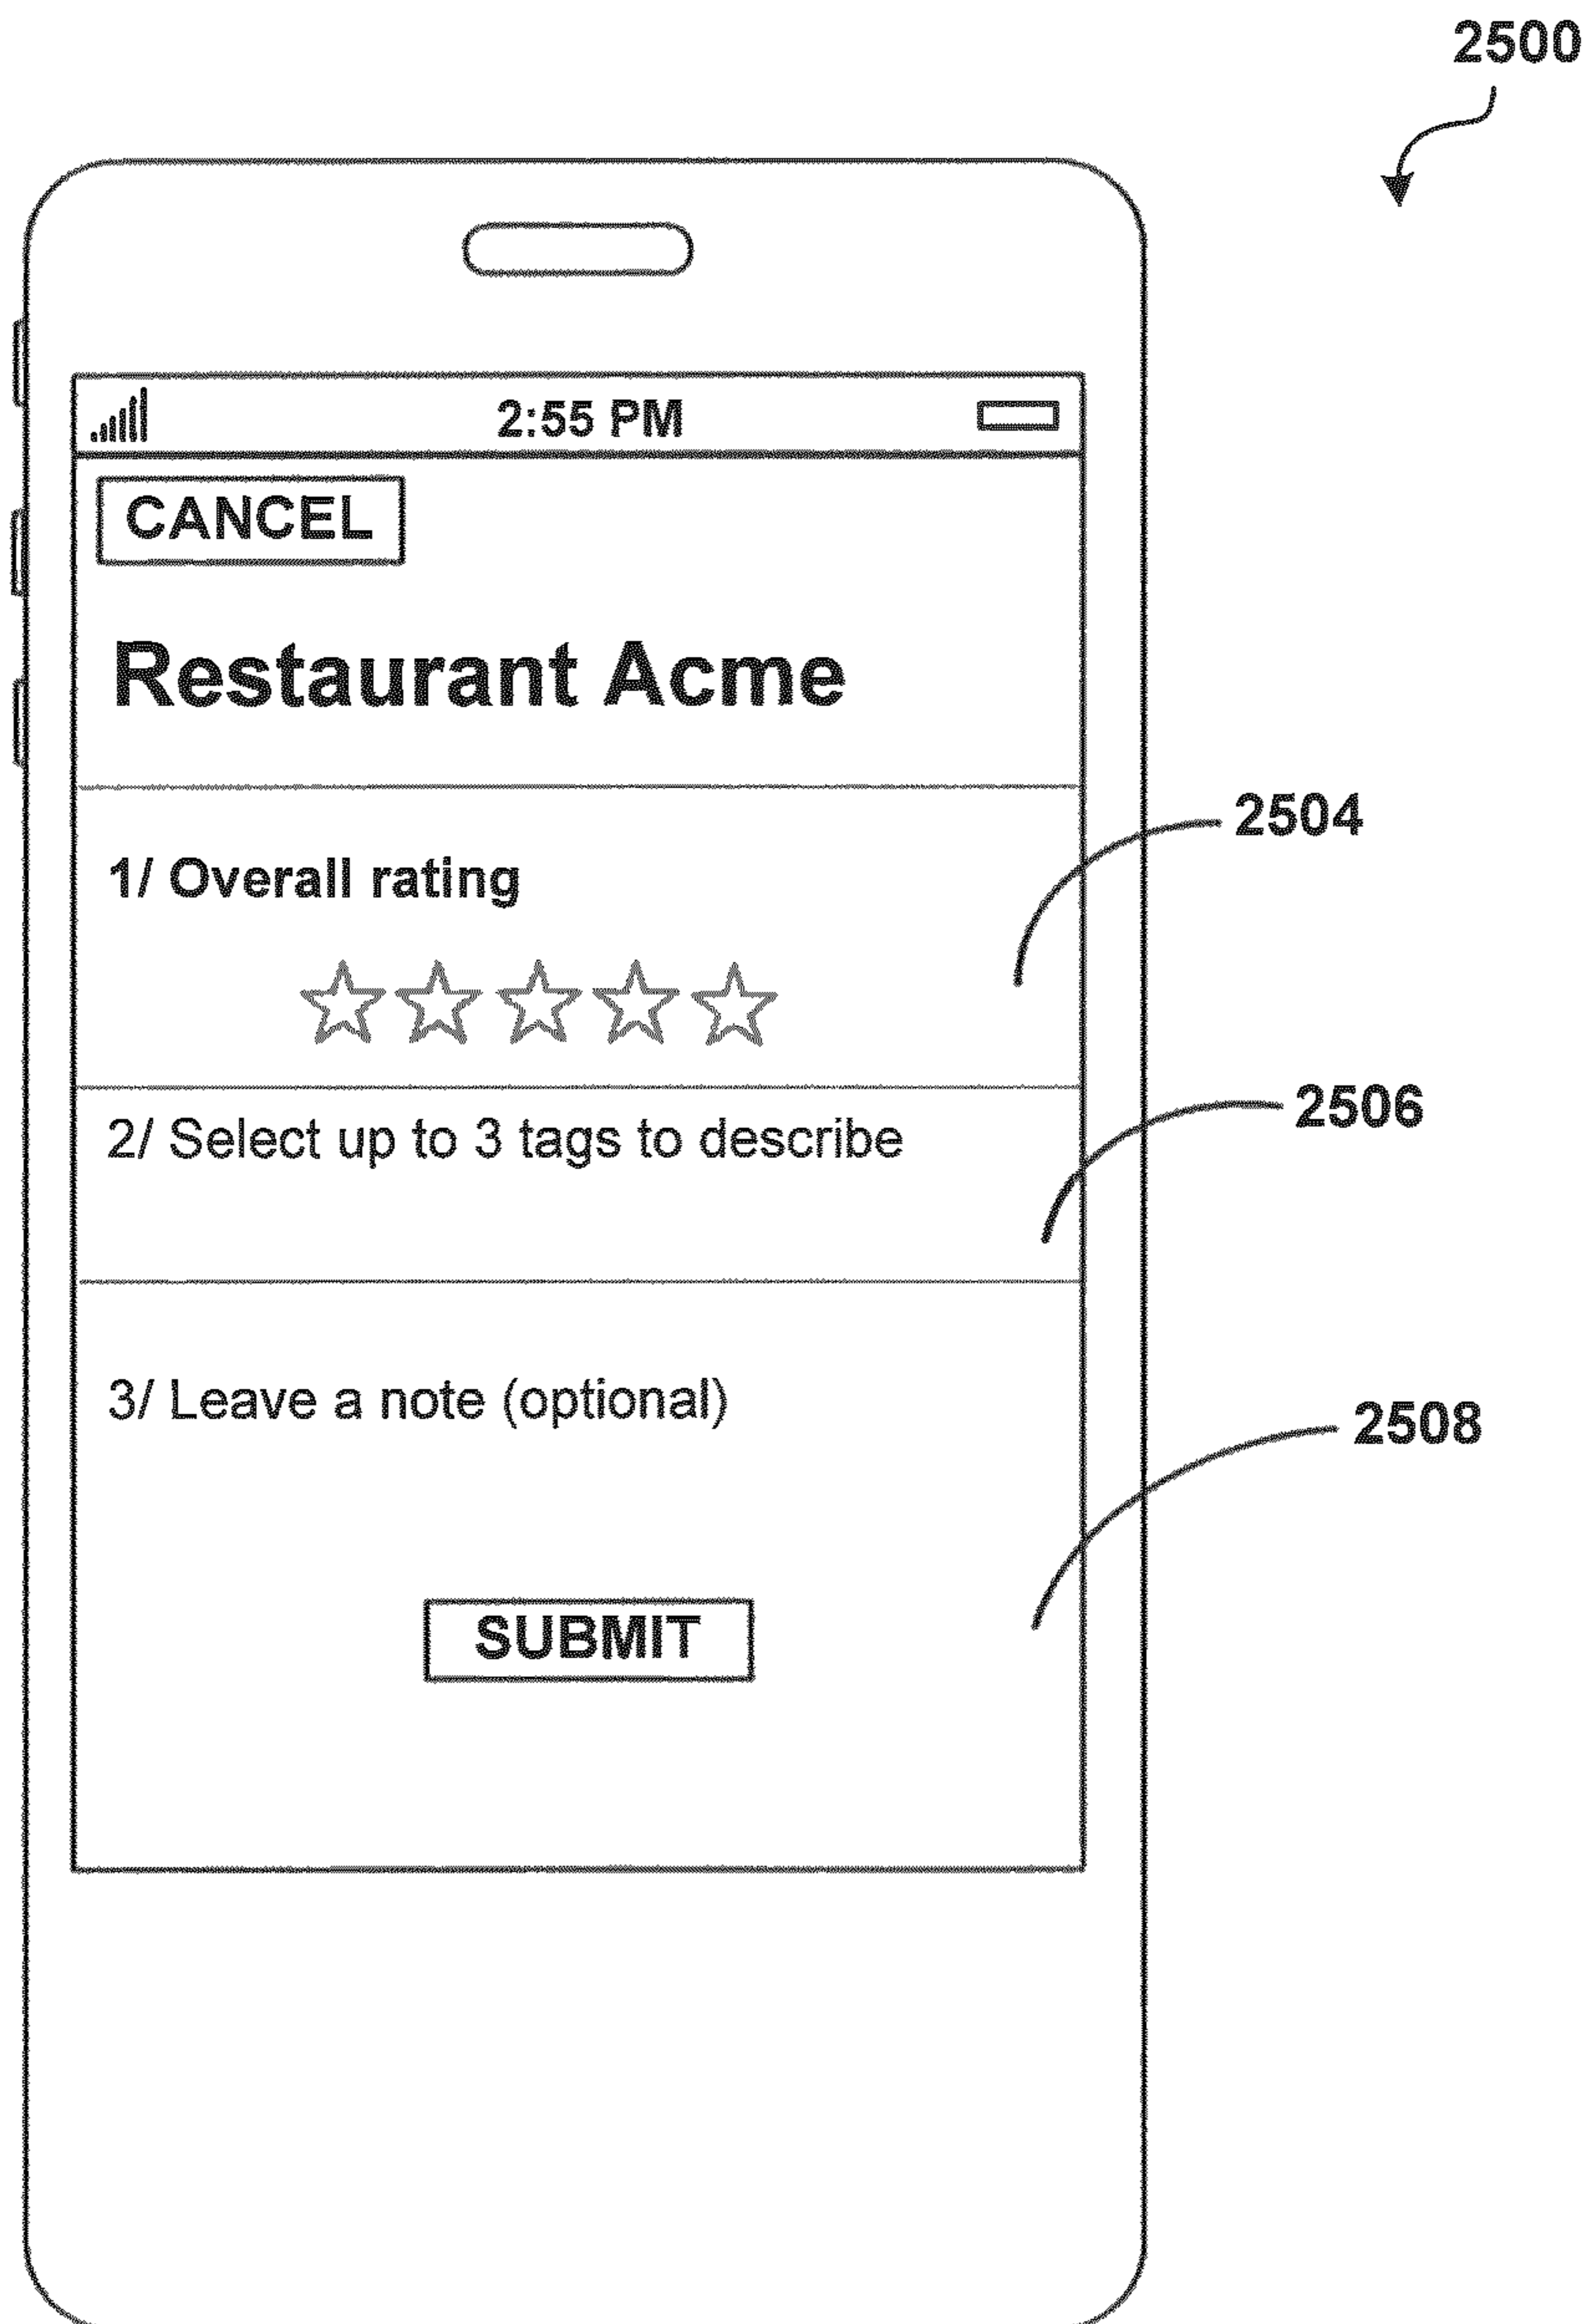 2500
2:55 PM
CANCEL
Restaurant Acme
2504
1/ Overall rating
2506
2/ Select up to 3 tags to describe
3/ Leave a note (optional)
2508
SUBMIT